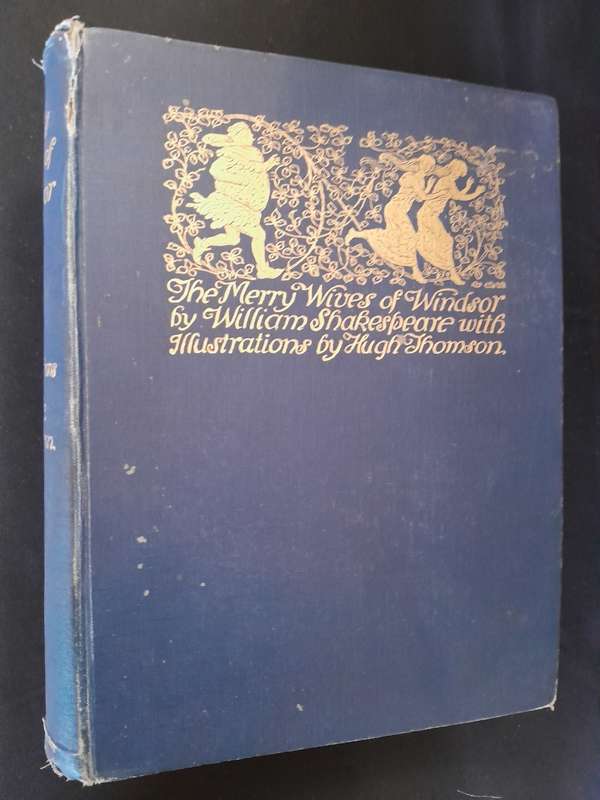 The Merry Wives of Windsor
by William Shakespeare with
Illustrations by Hugh Thomson.